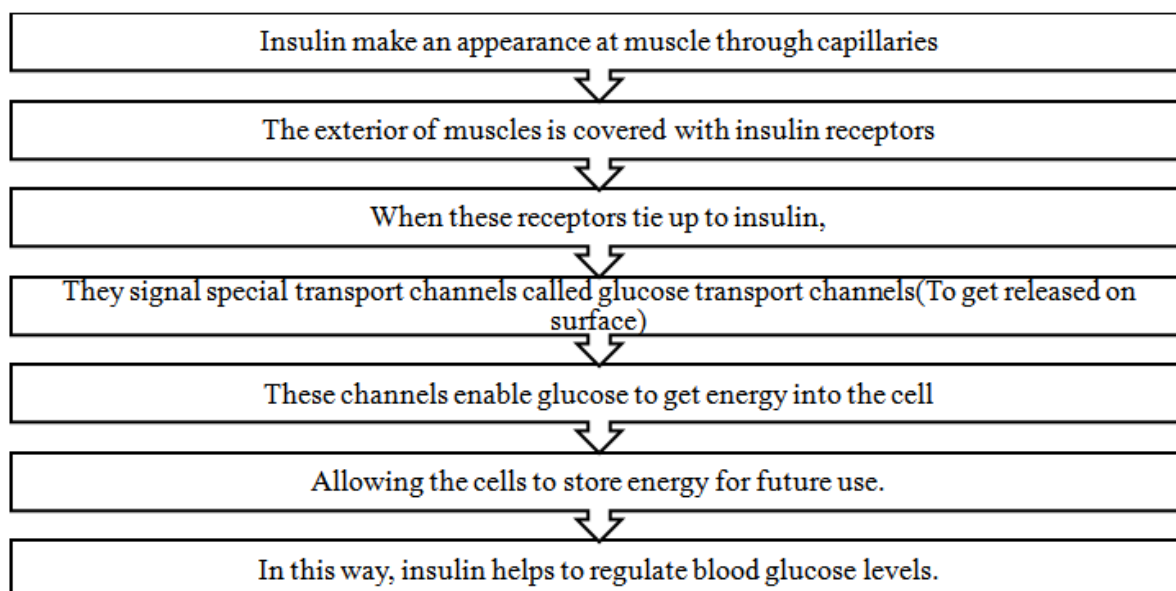 Insulin make an appearance at muscle through capillaries
The exterior of muscles is covered with insulin receptors
When these receptors tie up to insulin,
They signal special transport channels called glucose transport channels(To get released on
surface)
These channels enable glucose to get energy into the cell
Allowing the cells to store energy for future use.
In this way, insulin helps to regulate blood glucose levels.